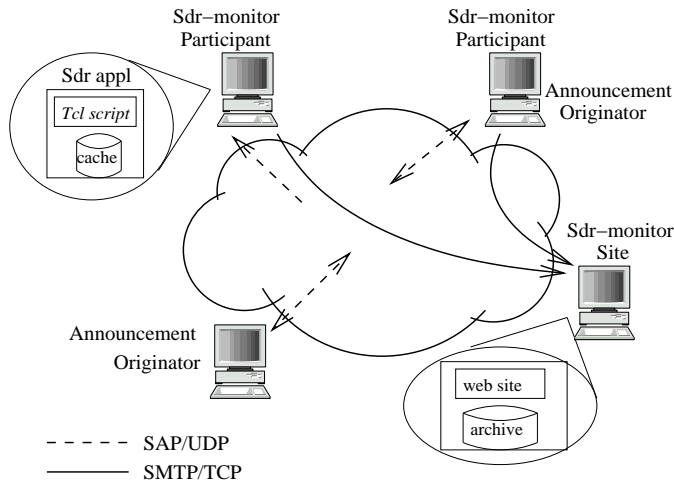 Sdr-monitor
Participant
Sdr-monitor
Participant
Sdr appl
Tcl script
cache
Announcement
Originator
Sdr-monitor
Site
Announcement
Originator
web site
archive
SAP/UDP
SMTP/TCP